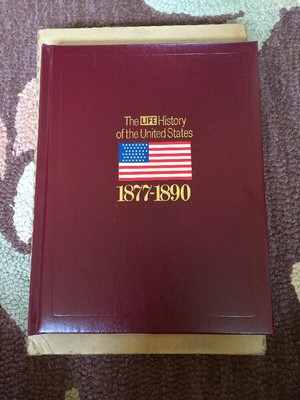 The LIFE History
of the United States
1877-1890